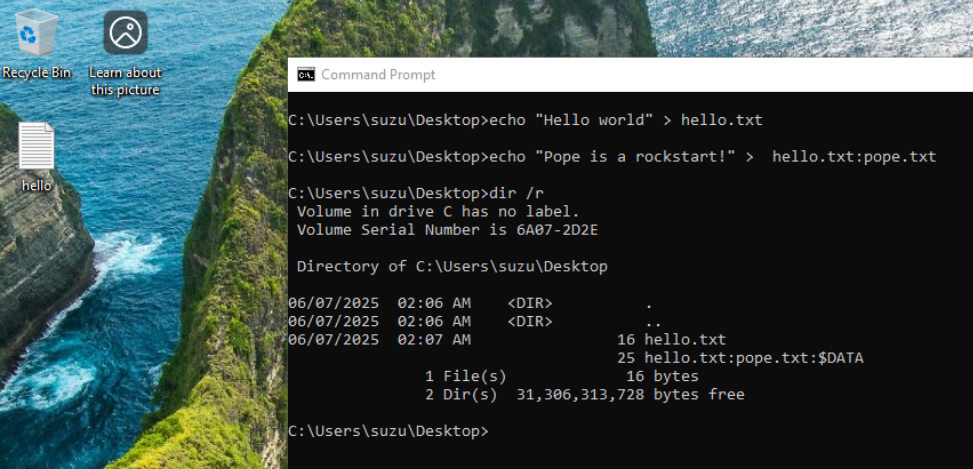 Recycle Bin
Learn about
this picture
hello
Command Prompt
C:\Users\suzu\Desktop>echo "Hello world" > hello.txt
C:\Users\suzu\Desktop>echo "Pope is a rockstart!" >  hello.txt:pope.txt
C:\Users\suzu\Desktop>dir /r
 Volume in drive C has no label.
 Volume Serial Number is 6A07-2D2E
 Directory of C:\Users\suzu\Desktop
06/07/2025  02:06 AM    <DIR>          .
06/07/2025  02:06 AM    <DIR>          ..
06/07/2025  02:07 AM                16 hello.txt
                                    25 hello.txt:pope.txt:$DATA
               1 File(s)             16 bytes
               2 Dir(s)  31,306,313,728 bytes free
C:\Users\suzu\Desktop>